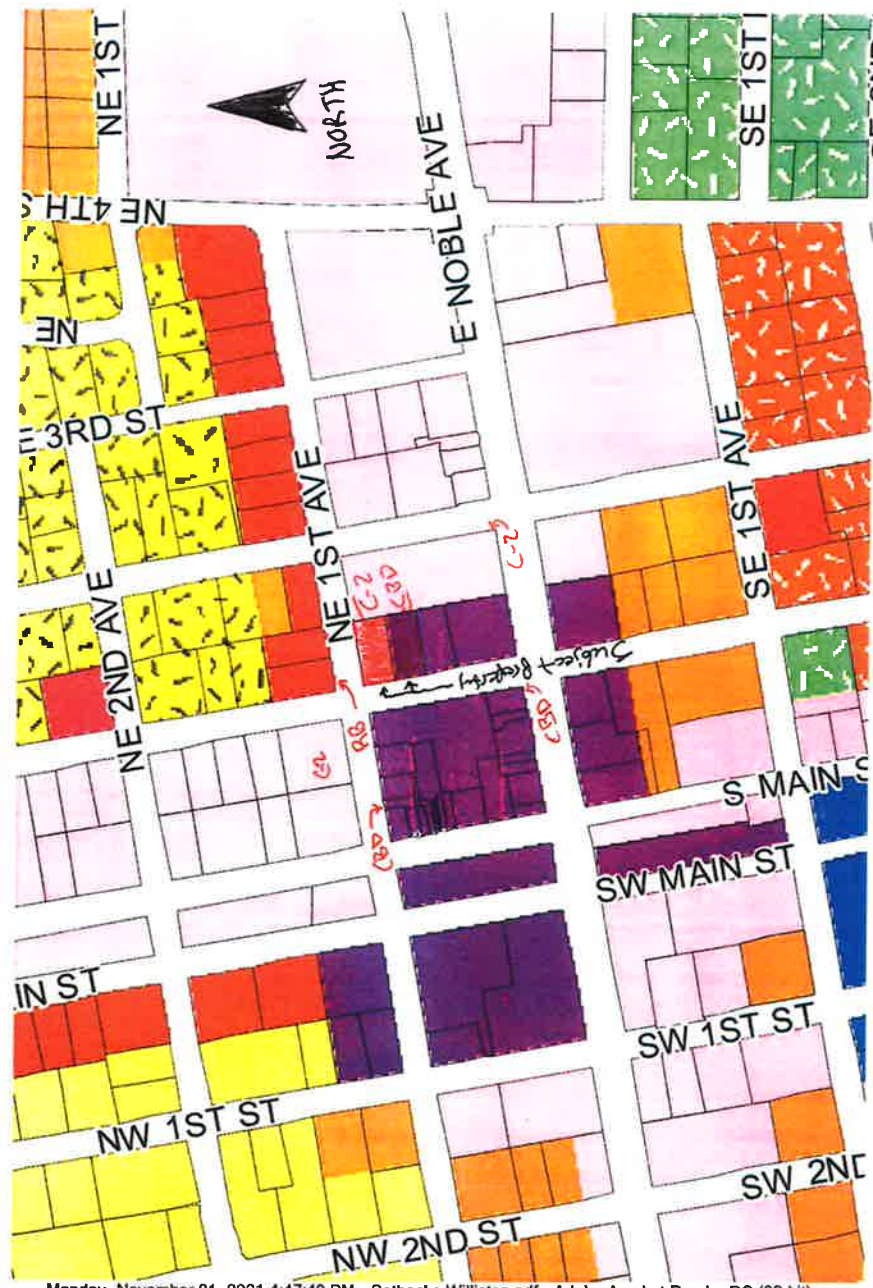 NE 1ST
NORTH
E NOBLE AVE
SE 1ST
NE 4TH S
NE
E 3RD ST
NE 1ST AVE
SE 1ST AVE
C-2
C-2
CBD
NE 2ND AVE
Subject Property
CBD
C-2
CBD
S MAIN S
SW MAIN ST
IN ST
SW 1ST ST
NW 1ST ST
SW 2ND
NW 2ND ST